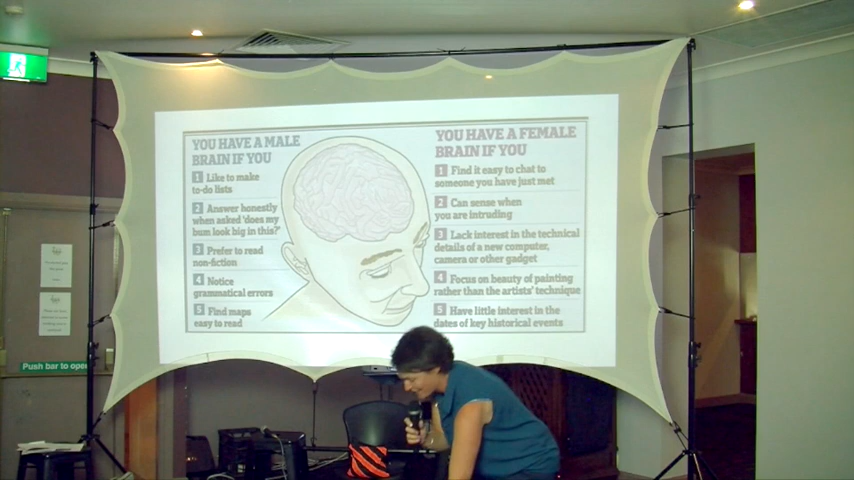 YOU HAVE A MALE
BRAIN IF YOU
1 Like to make
to-do lists
2 Answer honestly
when asked 'does my
bum look big in this?'
3 Prefer to read
non-fiction
4 Notice
grammatical errors
5 Find maps
easy to read
YOU HAVE A FEMALE
BRAIN IF YOU
1 Find it easy to chat to
someone you have just met
2 Can sense when
you are intruding
3 Lack interest in the technical
details of a new computer,
camera or other gadget
4 Focus on beauty of painting
rather than the artists' technique
5 Have little interest in the
dates of key historical events
Push bar to open